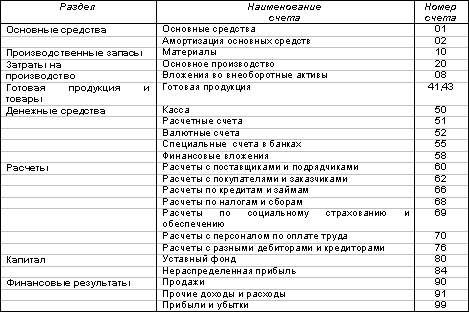 Раздел Наименование счета Номер счета
Основные средства Основные средства 01
Амортизация основных средств 02
Производственные запасы Материалы 10
Затраты на Основное производство 20
производство Вложения во внеоборотные активы 08
Готовая продукция и товары Готовая продукция 41,43
Денежные средства Касса 50
Расчетные счета 51
Валютные счета 52
Специальные счета в банках 55
Финансовые вложения 58
Расчеты Расчеты с поставщиками и подрядчиками 60
Расчеты с покупателями и заказчиками 62
Расчеты по кредитам и займам 66
Расчеты по налогам и сборам 68
Расчеты по социальному страхованию и 69
обеспечению
Расчеты с персоналом по оплате труда 70
Расчеты с разными дебиторами и кредиторами 76
Капитал Уставный фонд 80
Нераспределенная прибыль 84
Финансовые результаты Продажи 90
Прочие доходы и расходы 91
Прибыли и убытки 99